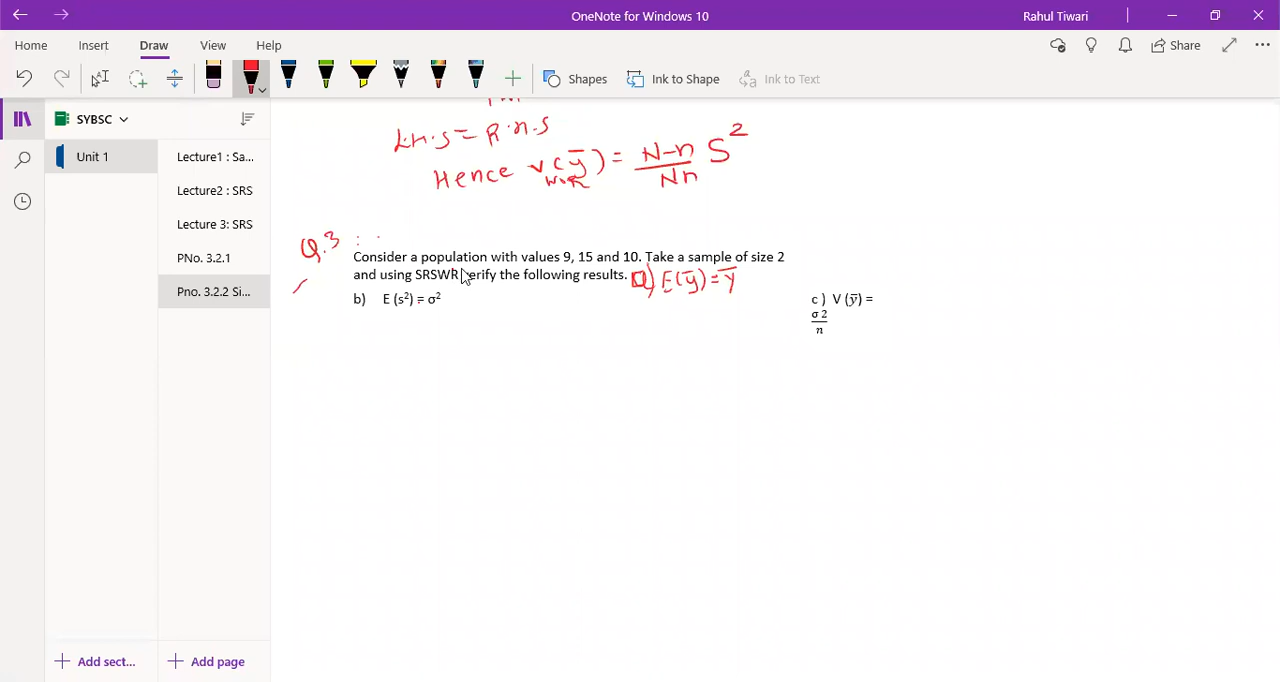 OneNote for Windows 10
Rahul Tiwari
Home Insert Draw View Help
Share
Shapes Ink to Shape Ink to Text
SYBSC
Unit 1
Lecture1 : Sa...
Lecture2 : SRS
Lecture 3: SRS
PNo. 3.2.1
Pno. 3.2.2 Si...
L.H.S = R.H.S
Hence V(ȳ) = N-n / Nn S²
WOR
Q.3
Consider a population with values 9, 15 and 10. Take a sample of size 2
and using SRSWR verify the following results. a) E(ȳ) = Ȳ
b) E (s²) = σ²
c ) V (ȳ) =
σ 2
n
Add sect...
Add page